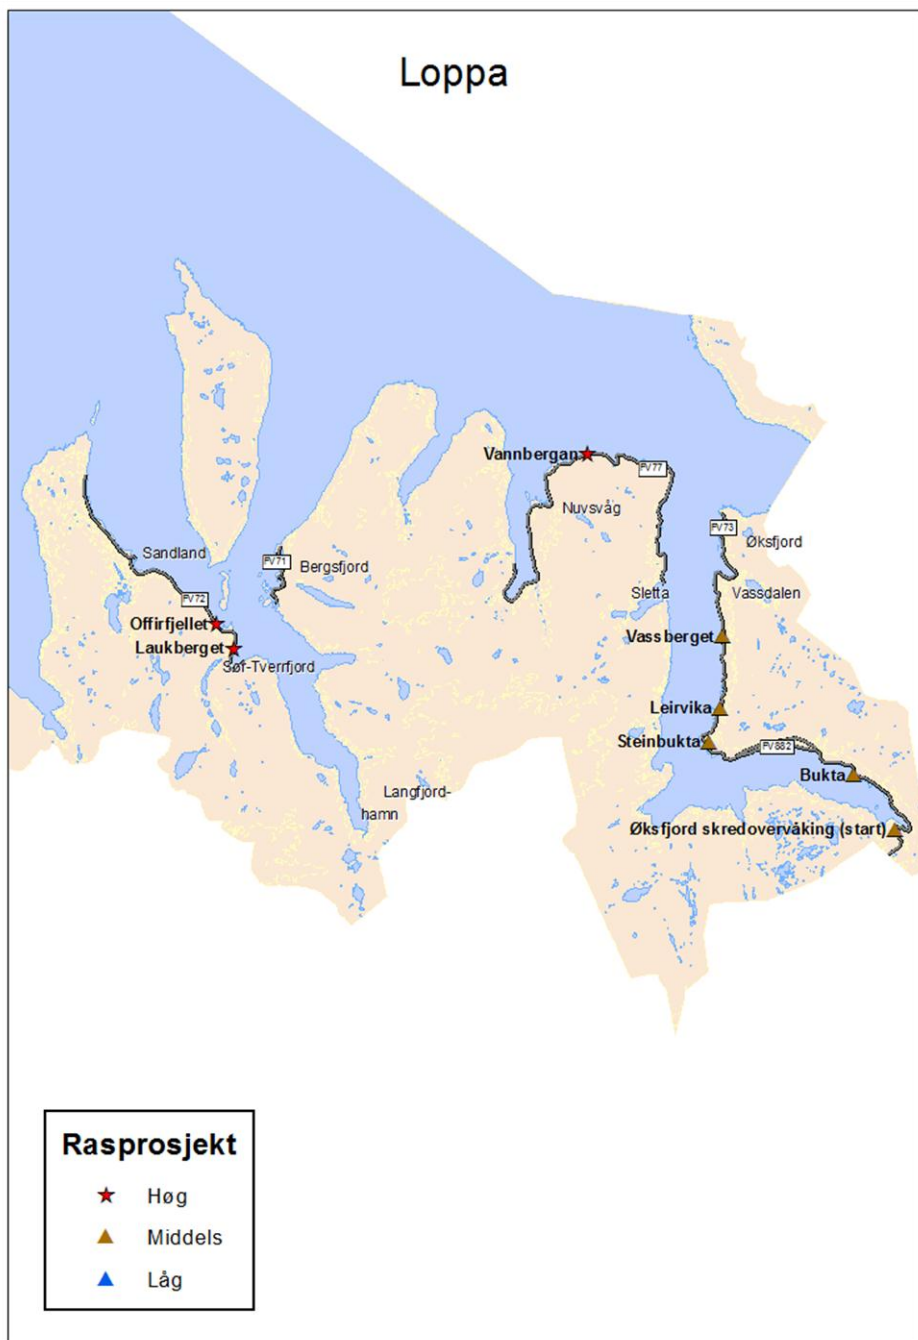 Loppa
Vannbergan
FV77
Nuvsvåg
FV73
Øksfjord
Sandland
FV71
Bergsfjord
Sletta
Vassdalen
FV72
Offirfjellet
Vassberget
Laukberget
Sør-Tverrfjord
Leirvika
Steinbukta
FV882
Bukta
Langfjord-
hamn
Øksfjord skredovervåking (start)
Rasprosjekt
Høg
Middels
Låg